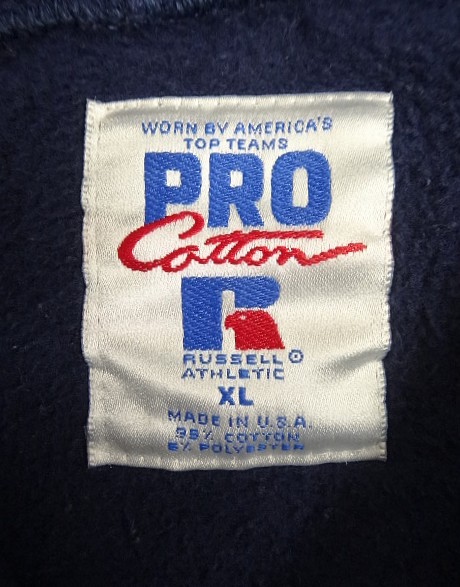 WORN BY AMERICA'S
TOP TEAMS
PRO
Cotton
R
RUSSELL ®
ATHLETIC
XL
MADE IN U.S.A.
95% COTTON
5% POLYESTER